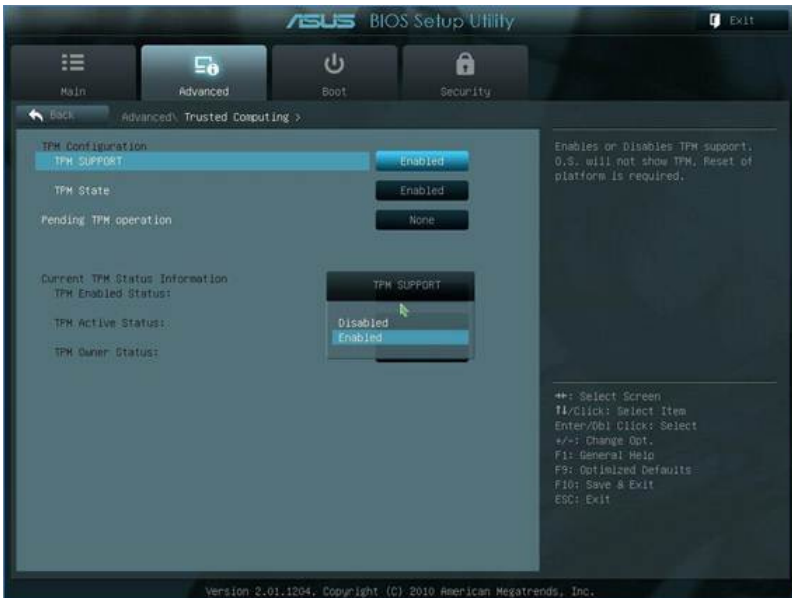 ASUS BIOS Setup Utility
Exit
Main
Advanced
Boot
Security
Back
Advanced\ Trusted Computing >
TPM Configuration
TPM SUPPORT
Enabled
TPM State
Enabled
Pending TPM operation
None
Current TPM Status Information
TPM Enabled Status:
TPM Active Status:
TPM Owner Status:
TPM SUPPORT
Disabled
Enabled
Enables or Disables TPM support.
O.S. will not show TPM. Reset of
platform is required.
→←: Select Screen
↑↓/Click: Select Item
Enter/Dbl Click: Select
+/-: Change Opt.
F1: General Help
F9: Optimized Defaults
F10: Save & Exit
ESC: Exit
Version 2.01.1204. Copyright (C) 2010 American Megatrends, Inc.